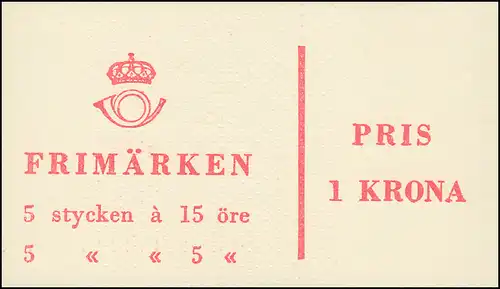 FRIMÄRKEN
5 stycken à 15 öre
5 « « 5 «
PRIS
1 KRONA